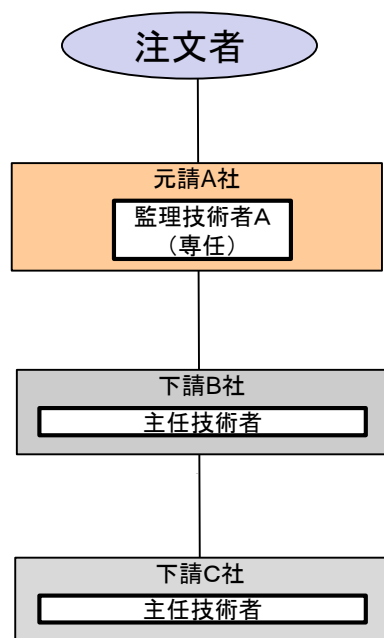 注文者
元請A社
監理技術者A
（専任）
下請B社
主任技術者
下請C社
主任技術者